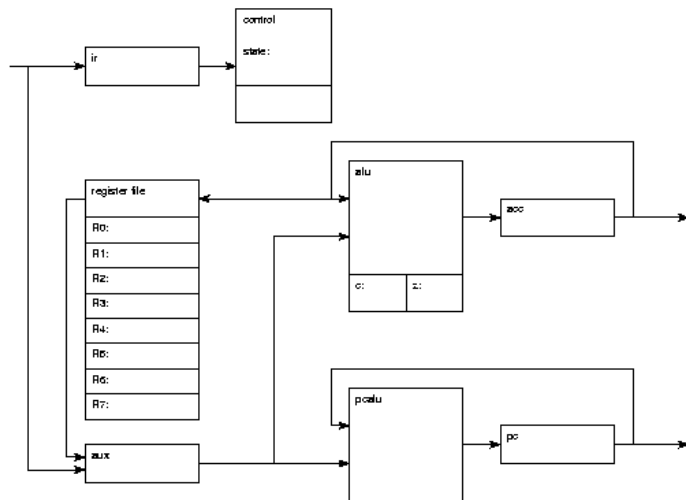 control
state:
ir
register file
R0:
R1:
R2:
R3:
R4:
R5:
R6:
R7:
aux
alu
c:
z:
acc
pcalu
pc